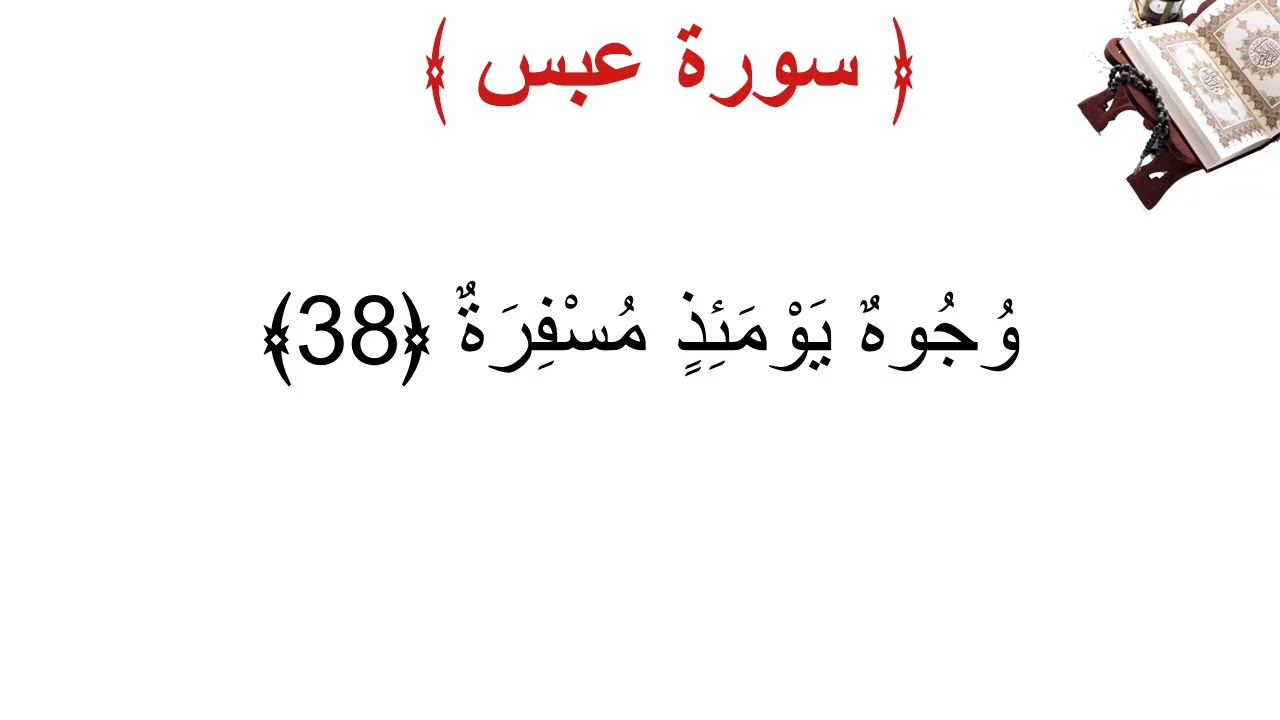 ﴿ سورة عبس ﴾
وُجُوهٌ يَوْمَئِذٍ مُسْفِرَةٌ ﴿38﴾